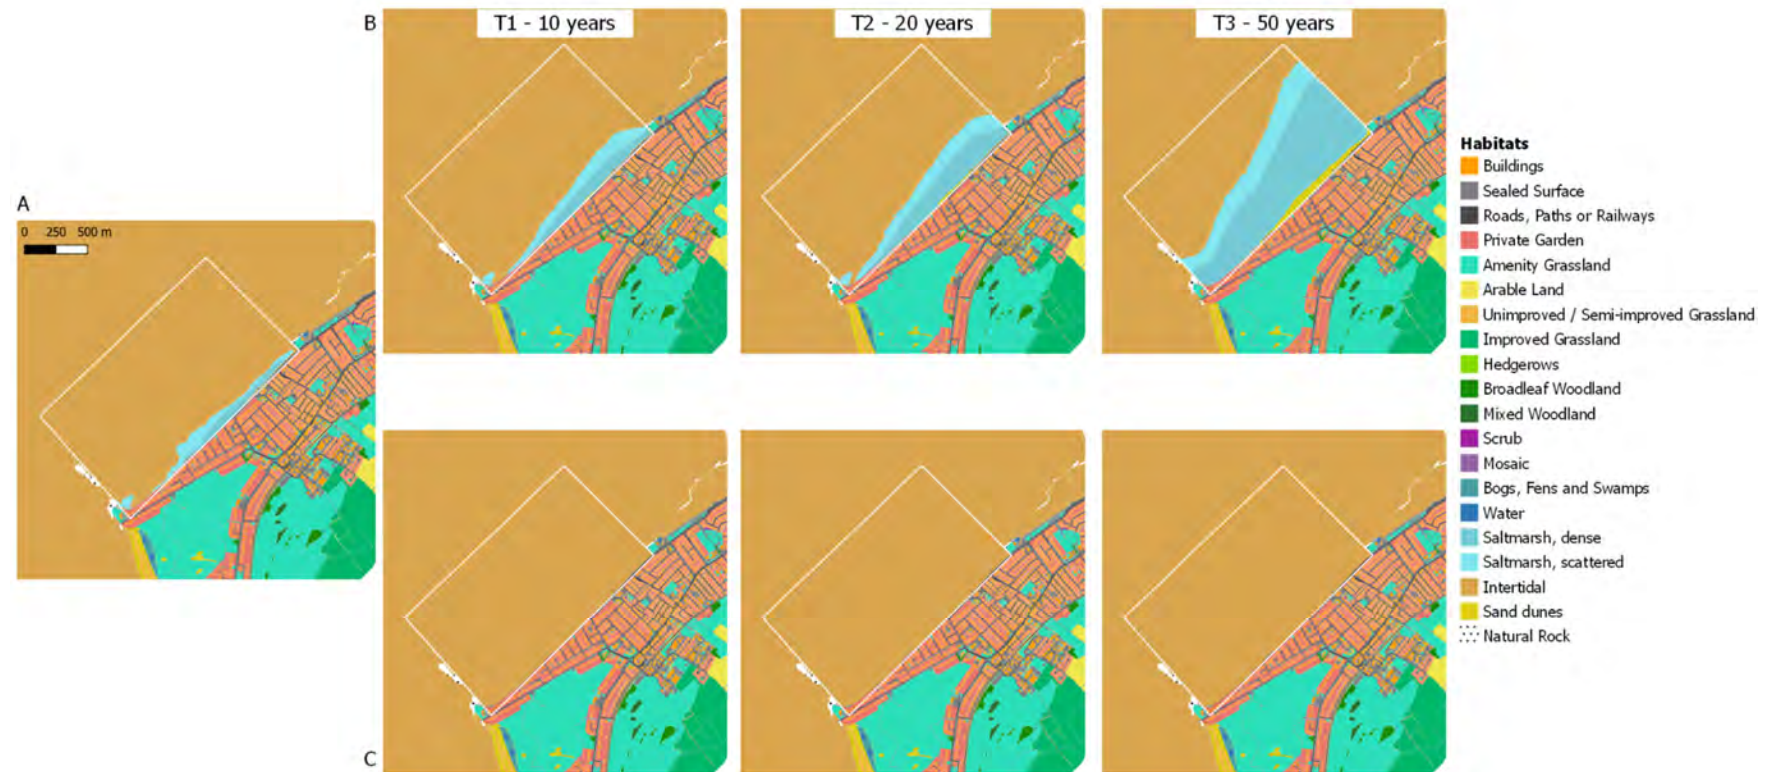 B
T1 - 10 years
T2 - 20 years
T3 - 50 years
A
0 250 500 m
Habitats
Buildings
Sealed Surface
Roads, Paths or Railways
Private Garden
Amenity Grassland
Arable Land
Unimproved / Semi-improved Grassland
Improved Grassland
Hedgerows
Broadleaf Woodland
Mixed Woodland
Scrub
Mosaic
Bogs, Fens and Swamps
Water
Saltmarsh, dense
Saltmarsh, scattered
Intertidal
Sand dunes
Natural Rock
C